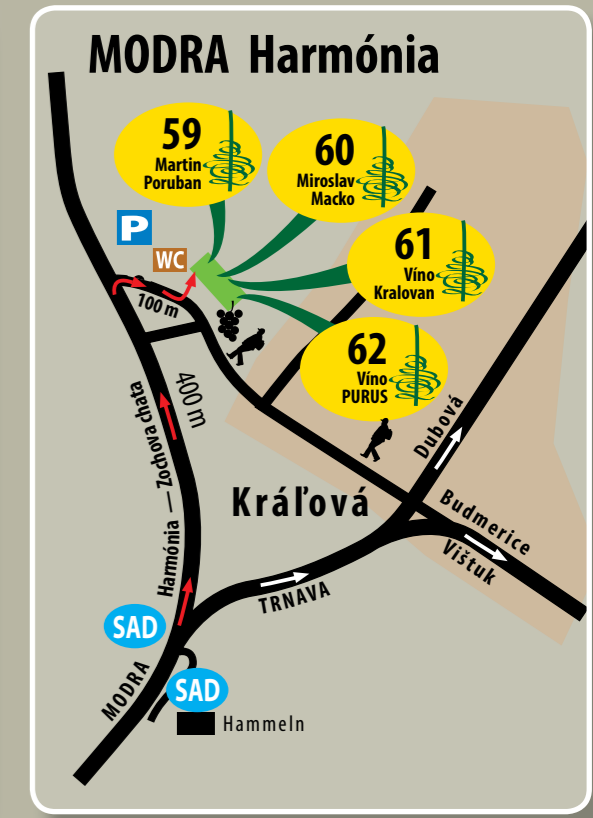 MODRA Harmónia
59
Martin
Poruban
60
Miroslav
Macko
61
Víno
Kralovan
62
Víno
PURUS
P
WC
100 m
400 m
Harmónia — Zochova chata
Dubová
Kráľová
Budmerice
Vištuk
TRNAVA
SAD
MODRA
SAD
Hammeln